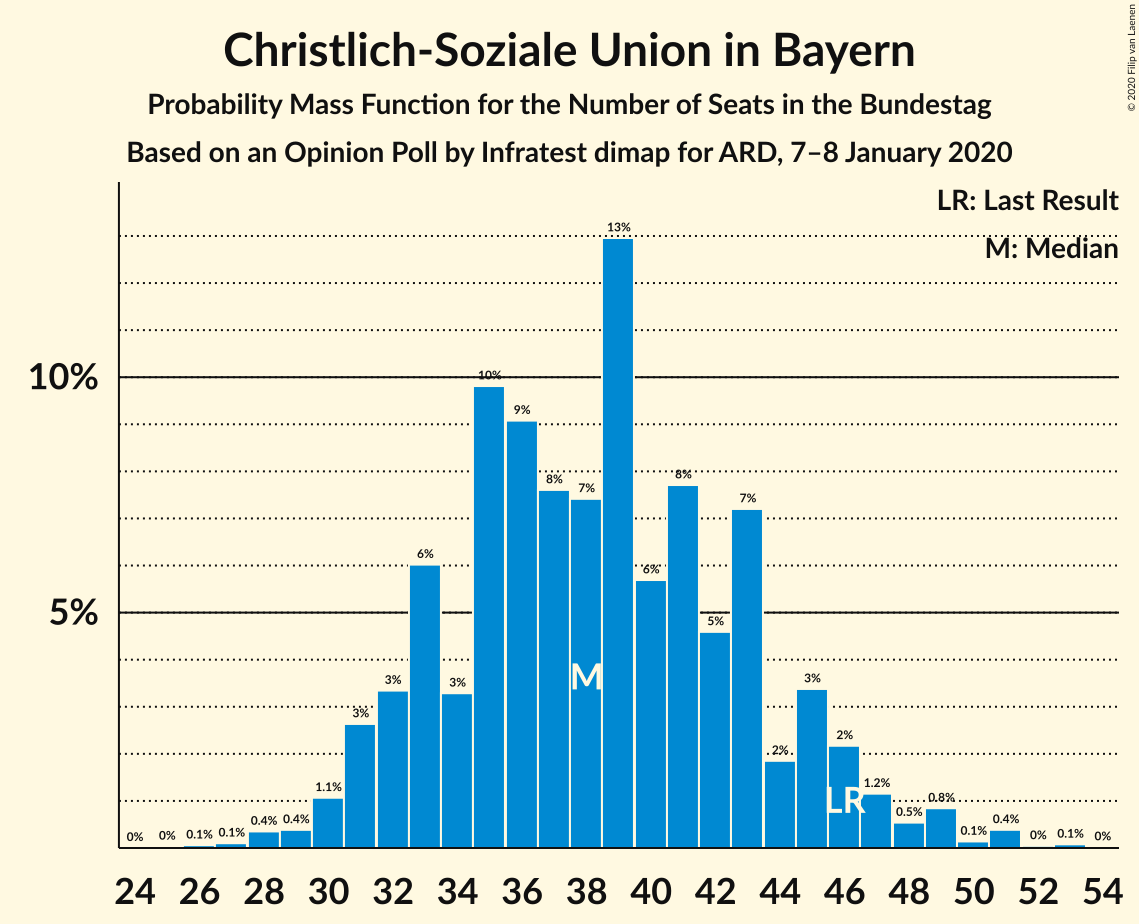 Christlich-Soziale Union in Bayern
Probability Mass Function for the Number of Seats in the Bundestag
Based on an Opinion Poll by Infratest dimap for ARD, 7–8 January 2020
© 2020 Filip van Laenen
LR: Last Result
M: Median
10%
5%
0% 0% 0.1% 0.1% 0.4% 0.4% 1.1% 3% 3% 6% 3% 10% 9% 8% 7% 13% 6% 8% 5% 7% 2% 3% 2% 1.2% 0.5% 0.8% 0.1% 0.4% 0% 0.1% 0%
M
LR
24 26 28 30 32 34 36 38 40 42 44 46 48 50 52 54